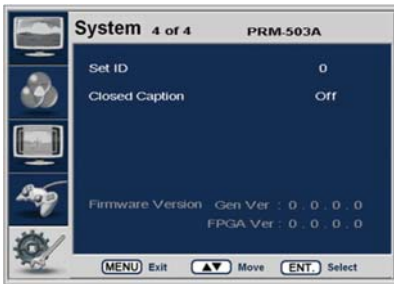 System 4 of 4 PRM-503A
Set ID 0
Closed Caption Off
Firmware Version Gen Ver : 0 . 0 . 0 . 0
FPGA Ver : 0 . 0 . 0 . 0
MENU Exit ▲▼ Move ENT. Select